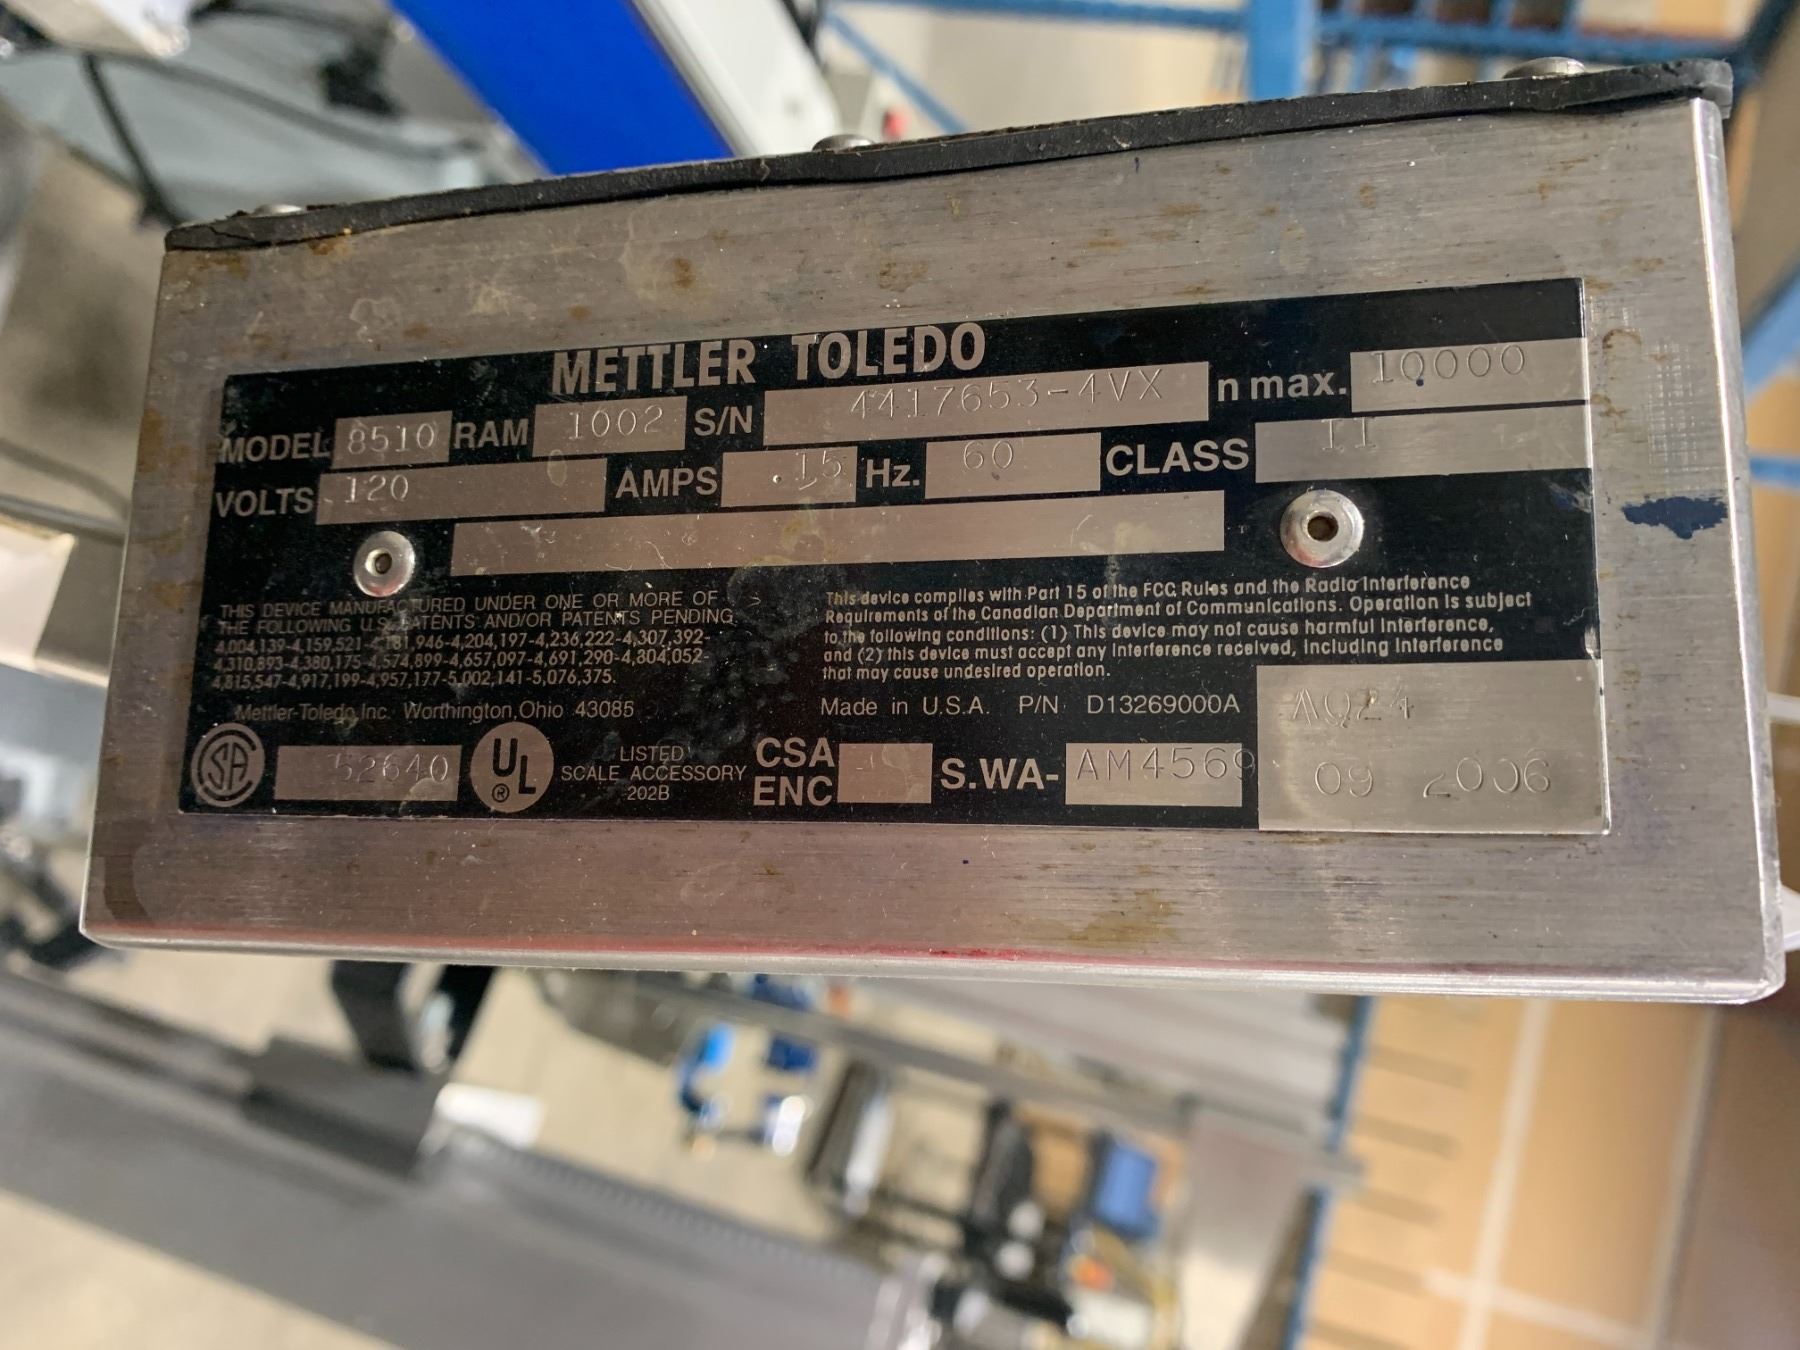 METTLER TOLEDO
MODEL 8510 RAM 1002 S/N 4417653-4VX n max. 10000
VOLTS 120 AMPS .15 Hz. 60 CLASS II
THIS DEVICE MANUFACTURED UNDER ONE OR MORE OF
THE FOLLOWING U.S. PATENTS AND/OR PATENTS PENDING
4,004,139-4,159,521-4,181,946-4,204,197-4,236,222-4,307,392-
4,310,893-4,380,175-4,574,899-4,657,097-4,691,290-4,804,052
4,815,547-4,917,199-4,957,177-5,002,141-5,076,375.
Mettler-Toledo, Inc. Worthington, Ohio 43085
This device complies with Part 15 of the FCC Rules and the Radio Interference
Requirements of the Canadian Department of Communications. Operation is subject
to the following conditions: (1) This device may not cause harmful interference,
and (2) this device must accept any interference received, including interference
that may cause undesired operation.
Made in U.S.A. P/N D13269000A
AQ24
SA 52640 UL ® LISTED
SCALE ACCESSORY
202B
CSA
ENC
S.WA- AM4569
09 2006